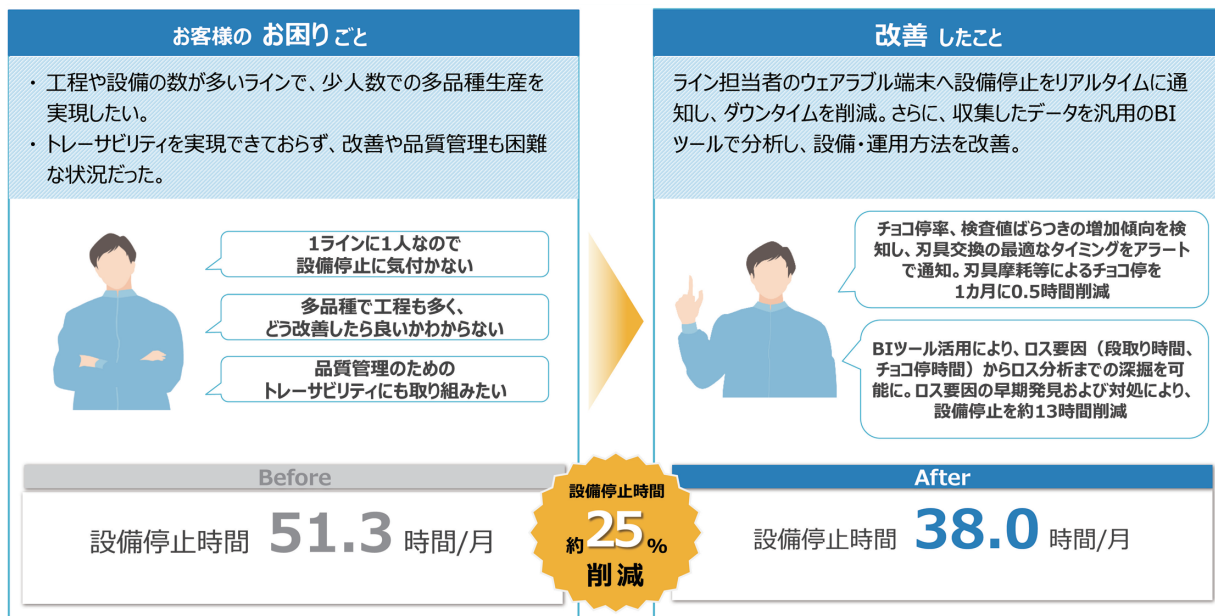 お客様の お困りごと
・ 工程や設備の数が多いラインで、少人数での多品種生産を
実現したい。
・ トレーサビリティを実現できておらず、改善や品質管理も困難
な状況だった。
1ラインに1人なので
設備停止に気付かない
多品種で工程も多く、
どう改善したら良いかわからない
品質管理のための
トレーサビリティにも取り組みたい
Before
設備停止時間 51.3 時間/月
設備停止時間
約25%
削減
改善 したこと
ライン担当者のウェアラブル端末へ設備停止をリアルタイムに通
知し、ダウンタイムを削減。さらに、収集したデータを汎用のBI
ツールで分析し、設備・運用方法を改善。
チョコ停率、検査値ばらつきの増加傾向を検
知し、刃具交換の最適なタイミングをアラート
で通知。刃具摩耗等によるチョコ停を
1カ月に0.5時間削減
BIツール活用により、ロス要因（段取り時間、
チョコ停時間）からロス分析までの深掘を可
能に。ロス要因の早期発見および対処により、
設備停止を約13時間削減
After
設備停止時間 38.0 時間/月